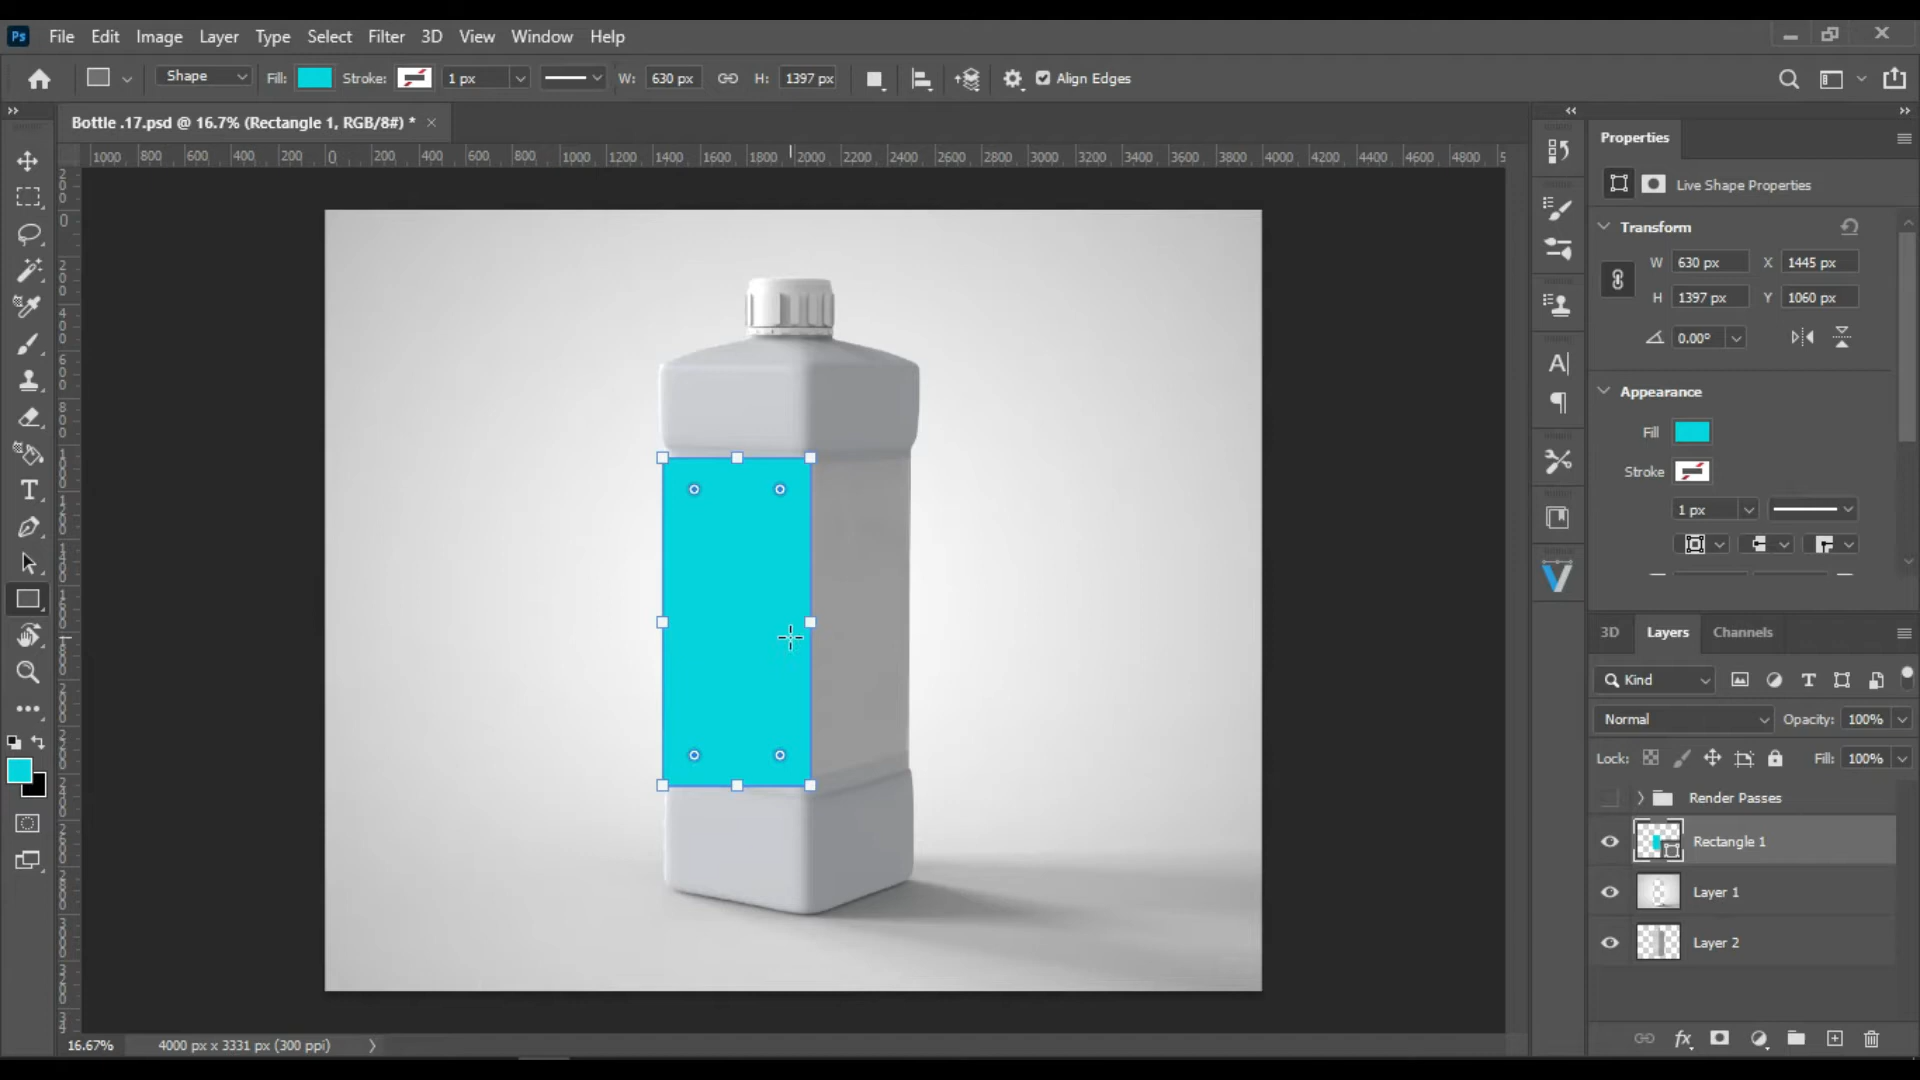 Ps File Edit Image Layer Type Select Filter 3D View Window Help
Shape Fill: Stroke: 1 px W: 630 px H: 1397 px Align Edges
Bottle .17.psd @ 16.7% (Rectangle 1, RGB/8#) * ×
1000 800 600 400 200 0 200 400 600 800 1000 1200 1400 1600 1800 2000 2200 2400 2600 2800 3000 3200 3400 3600 3800 4000 4200 4400 4600 4800 5
Properties
Live Shape Properties
Transform
W 630 px X 1445 px
H 1397 px Y 1060 px
0.00°
Appearance
Fill
Stroke
1 px
3D Layers Channels
Kind
Normal Opacity: 100%
Lock: Fill: 100%
Render Passes
Rectangle 1
Layer 1
Layer 2
16.67% 4000 px x 3331 px (300 ppi)